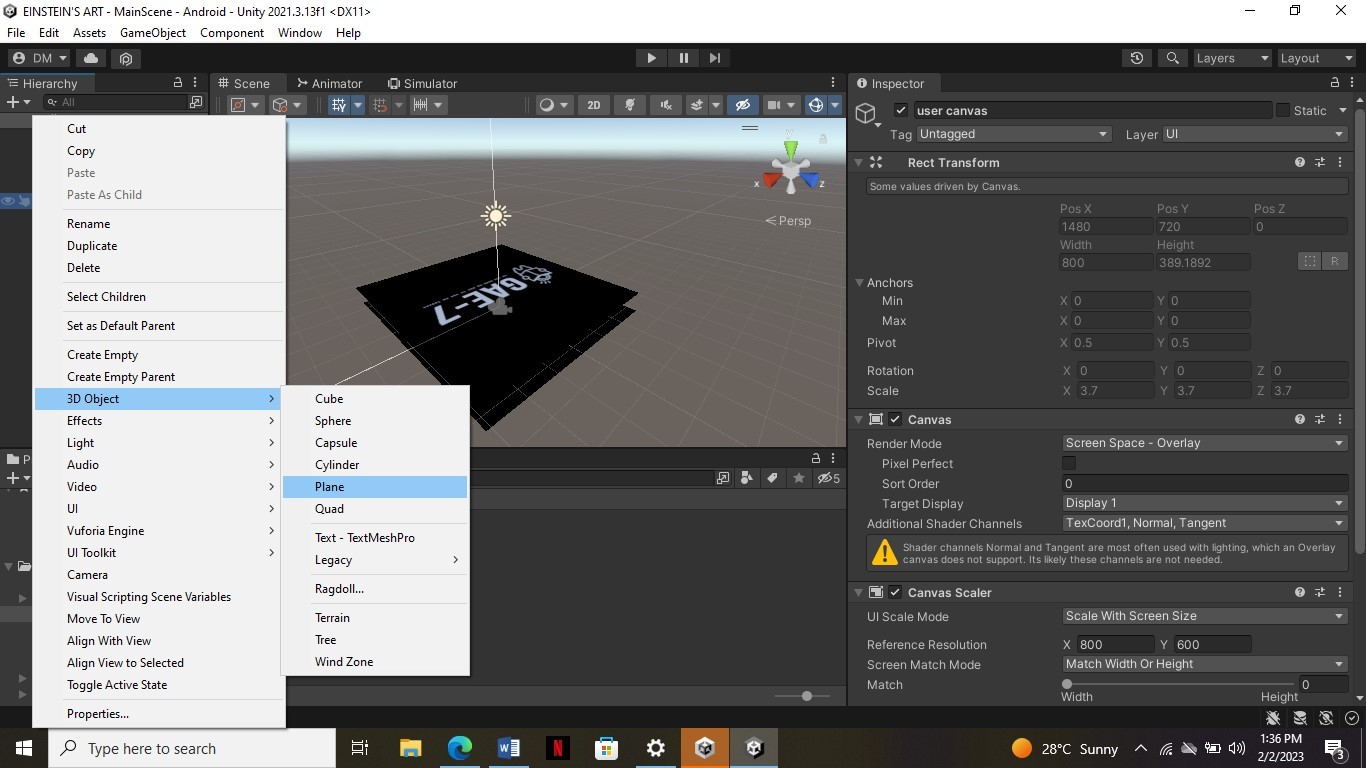 EINSTEIN'S ART - MainScene - Android - Unity 2021.3.13f1 <DX11>
File Edit Assets GameObject Component Window Help
DM Layers Layout
Hierarchy Scene Animator Simulator Inspector
All 2D
user canvas Static
Tag Untagged Layer UI
Rect Transform
Some values driven by Canvas.
Pos X Pos Y Pos Z
1480 720 0
Width Height
800 389.1892 R
Anchors
Min X 0 Y 0
Max X 0 Y 0
Pivot X 0.5 Y 0.5
Rotation X 0 Y 0 Z 0
Scale X 3.7 Y 3.7 Z 3.7
Canvas
Render Mode Screen Space - Overlay
Pixel Perfect
Sort Order 0
Target Display Display 1
Additional Shader Channels TexCoord1, Normal, Tangent
Shader channels Normal and Tangent are most often used with lighting, which an Overlay
canvas does not support. Its likely these channels are not needed.
Canvas Scaler
UI Scale Mode Scale With Screen Size
Reference Resolution X 800 Y 600
Screen Match Mode Match Width Or Height
Match 0
Width Height
y
x z
Persp
GAE-7
Cut
Copy
Paste
Paste As Child
Rename
Duplicate
Delete
Select Children
Set as Default Parent
Create Empty
Create Empty Parent
3D Object
Effects
Light
Audio
Video
UI
Vuforia Engine
UI Toolkit
Camera
Visual Scripting Scene Variables
Move To View
Align With View
Align View to Selected
Toggle Active State
Properties...
Cube
Sphere
Capsule
Cylinder
Plane
Quad
Text - TextMeshPro
Legacy
Ragdoll...
Terrain
Tree
Wind Zone
P
5
Type here to search
28°C Sunny
1:36 PM
2/2/2023
3